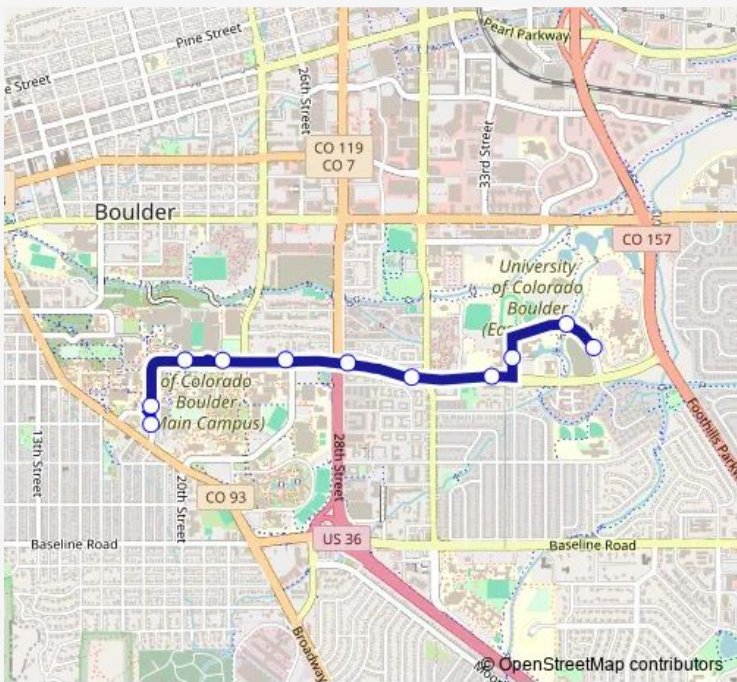 Pine Street
Pearl Parkway
e Street
26th Street
CO 119
CO 7
33rd Street
Boulder
CO 157
University
of Colorado
Boulder
of Colorado
Boulder
Main Campus)
13th Street
20th Street
28th Street
CO 93
Foothills Park
Baseline Road
US 36
Baseline Road
Broadway
© OpenStreetMap contributors